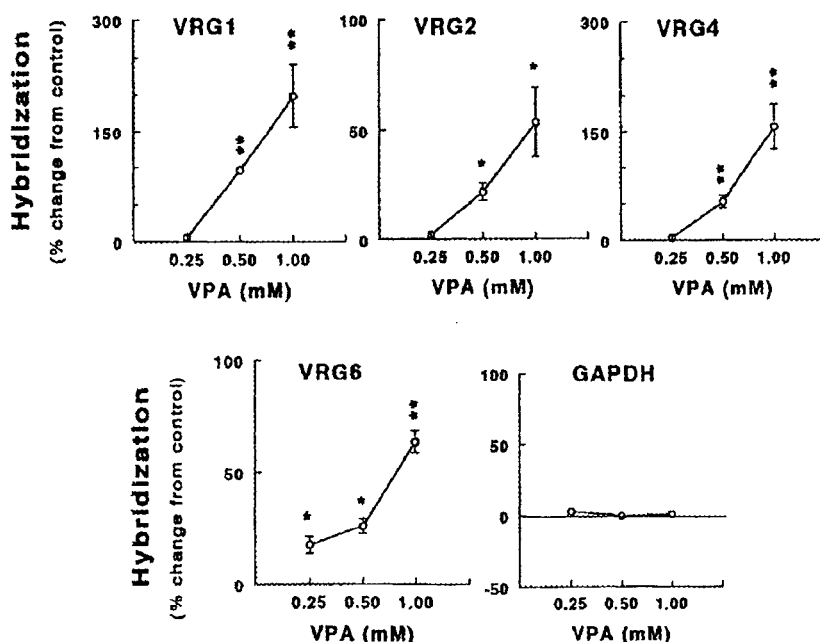 VRG1
300
150
0
Hybridization
(% change from control)
**
**
0.25 0.50 1.00
VPA (mM)
VRG2
100
50
0
*
*
0.25 0.50 1.00
VPA (mM)
VRG4
300
150
0
**
**
0.25 0.50 1.00
VPA (mM)
VRG6
100
50
0
Hybridization
(% change from control)
*
*
**
0.25 0.50 1.00
VPA (mM)
GAPDH
100
50
0
-50
0.25 0.50 1.00
VPA (mM)